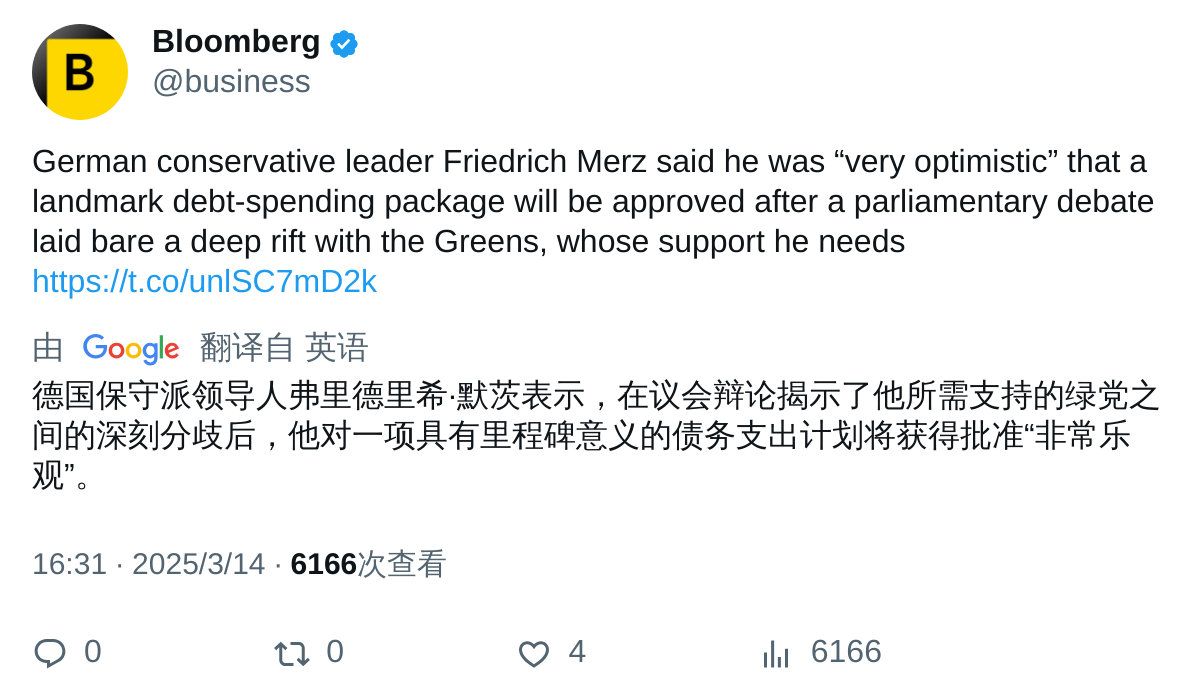 B
Bloomberg
@business
German conservative leader Friedrich Merz said he was “very optimistic” that a
landmark debt-spending package will be approved after a parliamentary debate
laid bare a deep rift with the Greens, whose support he needs
https://t.co/unlSC7mD2k
由 Google 翻译自 英语
德国保守派领导人弗里德里希·默茨表示，在议会辩论揭示了他所需支持的绿党之
间的深刻分歧后，他对一项具有里程碑意义的债务支出计划将获得批准“非常乐
观”。
16:31 · 2025/3/14 · 6166次查看
0 0 4 6166